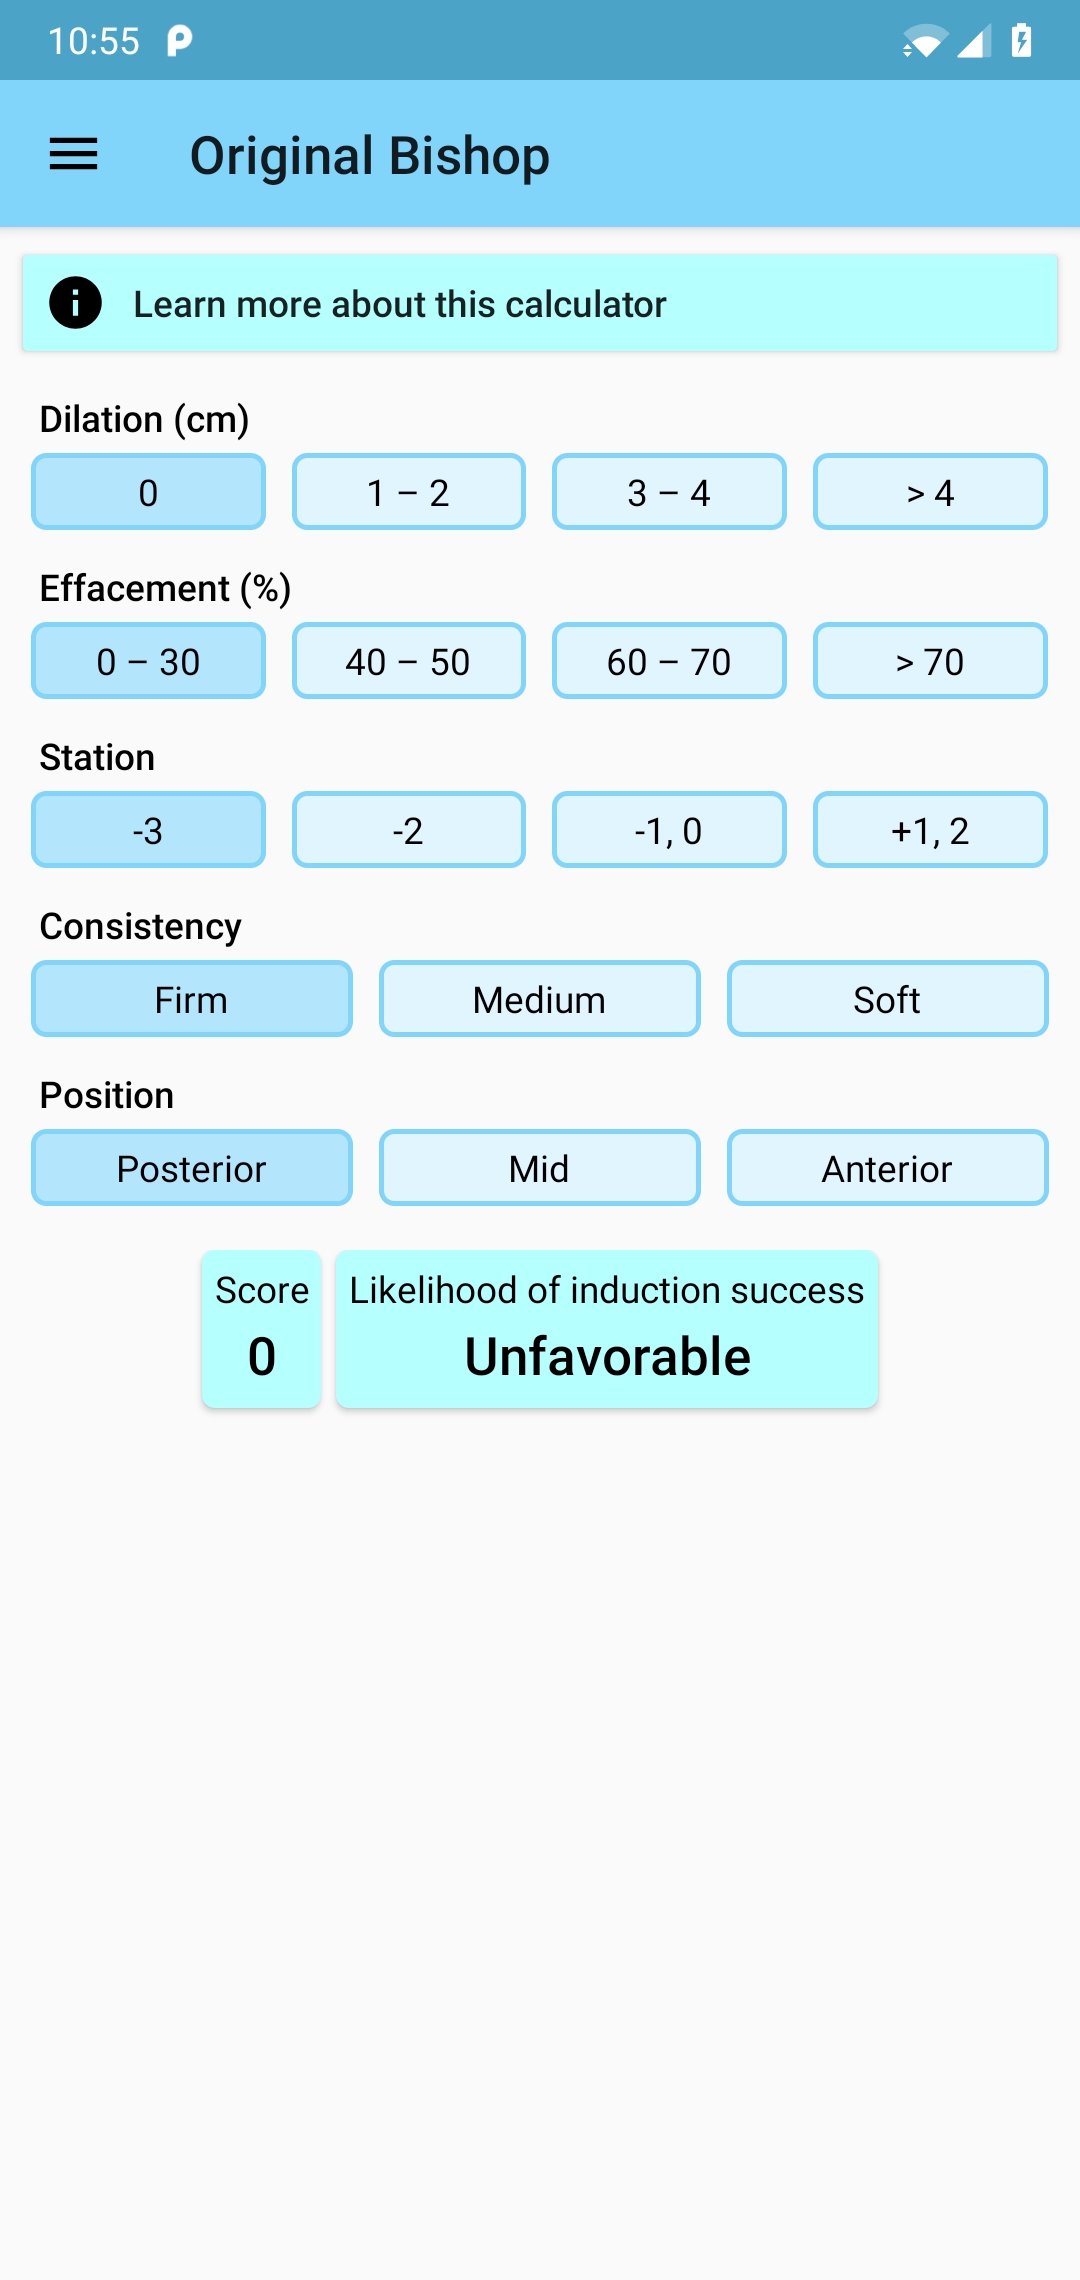 10:55
Original Bishop
Learn more about this calculator
Dilation (cm)
0 1 – 2 3 – 4 > 4
Effacement (%)
0 – 30 40 – 50 60 – 70 > 70
Station
-3 -2 -1, 0 +1, 2
Consistency
Firm Medium Soft
Position
Posterior Mid Anterior
Score Likelihood of induction success
0 Unfavorable